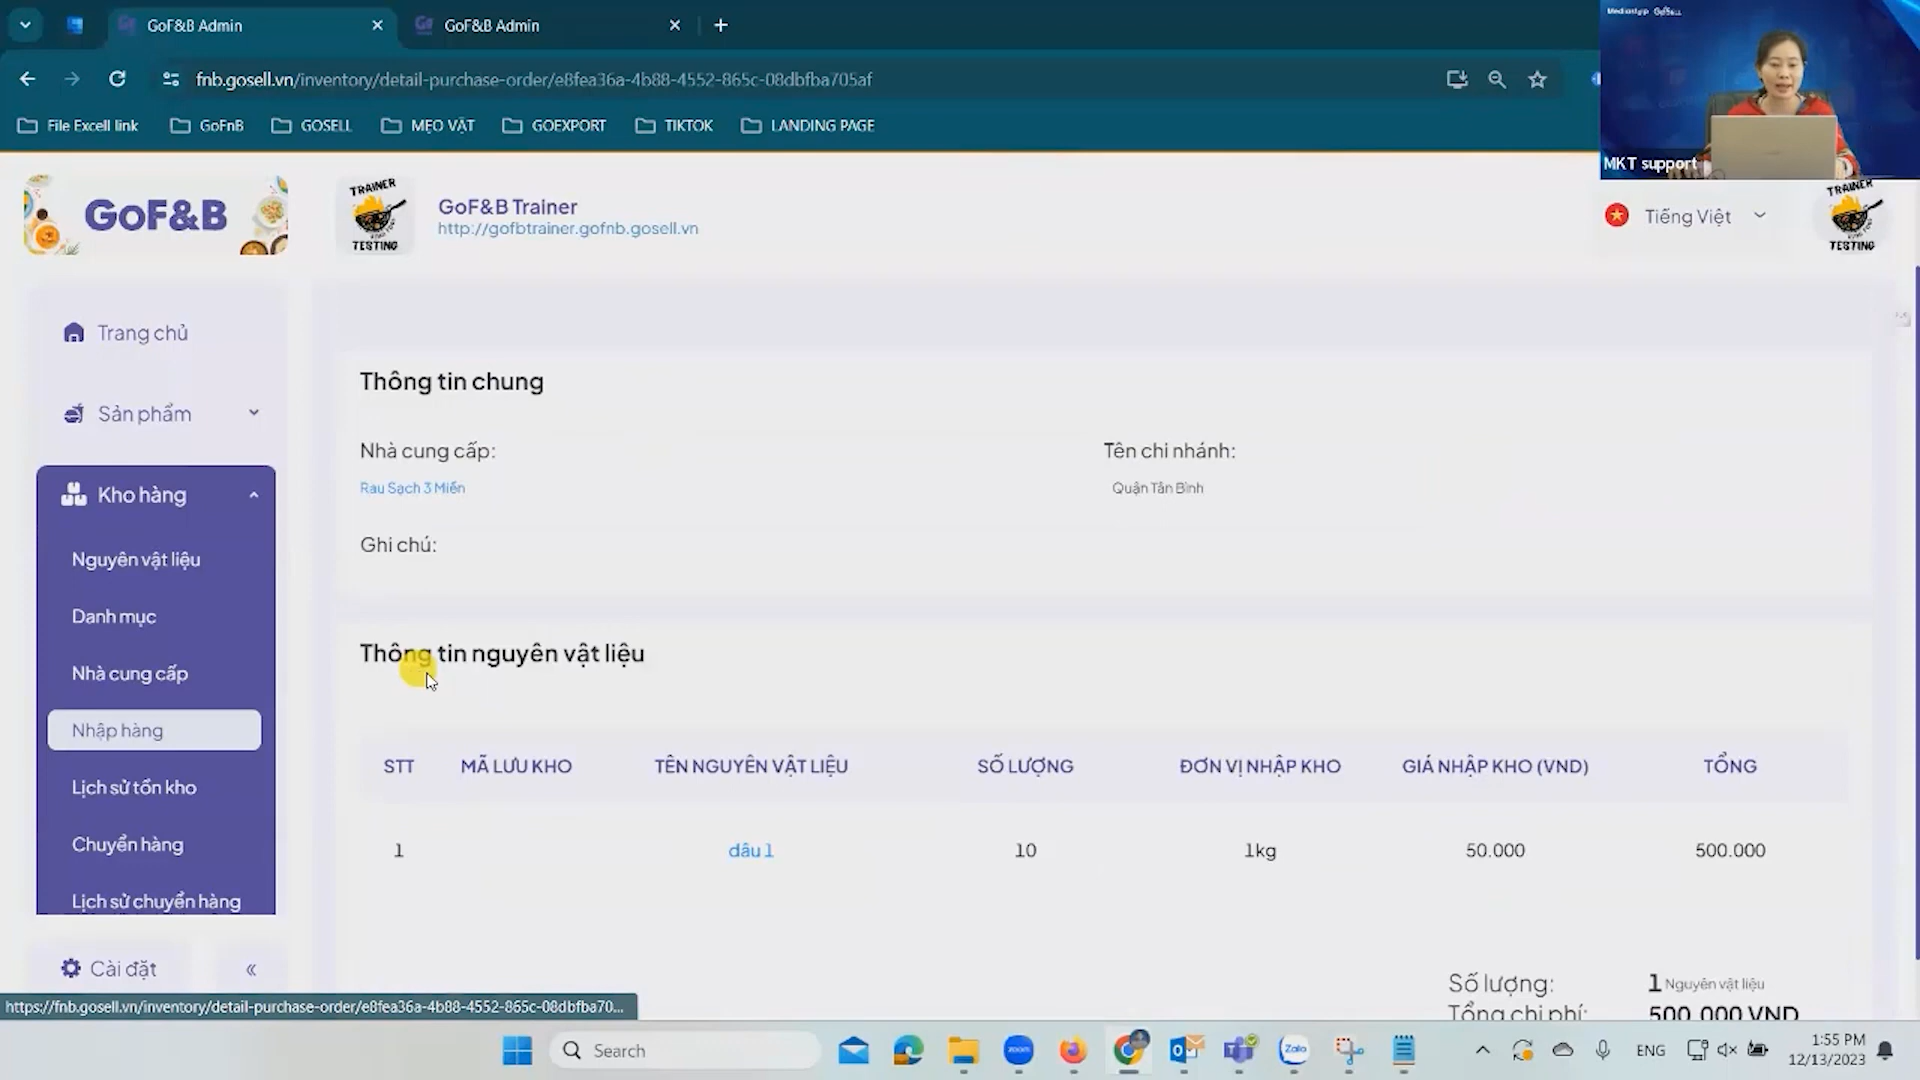 GoF&B Admin
GoF&B Admin
fnb.gosell.vn/inventory/detail-purchase-order/e8fea36a-4b88-4552-865c-08dbfba705af
File Excell link
GoFnB
GOSELL
MẸO VẶT
GOEXPORT
TIKTOK
LANDING PAGE
MKT support
GoF&B
TRAINER
TESTING
GoF&B Trainer
http://gofbtrainer.gofnb.gosell.vn
Tiếng Việt
TRAINER
TESTING
Trang chủ
Sản phẩm
Kho hàng
Nguyên vật liệu
Danh mục
Nhà cung cấp
Nhập hàng
Lịch sử tồn kho
Chuyển hàng
Lịch sử chuyển hàng
Cài đặt
«
Thông tin chung
Nhà cung cấp:
Rau Sạch 3 Miền
Tên chi nhánh:
Quận Tân Bình
Ghi chú:
Thông tin nguyên vật liệu
STT MÃ LƯU KHO TÊN NGUYÊN VẬT LIỆU SỐ LƯỢNG ĐƠN VỊ NHẬP KHO GIÁ NHẬP KHO (VND) TỔNG
1 dâu 1 10 1kg 50.000 500.000
Số lượng: 1 Nguyên vật liệu
Tổng chi phí: 500.000 VND
https://fnb.gosell.vn/inventory/detail-purchase-order/e8fea36a-4b88-4552-865c-08dbfba70...
Search
zoom
Zalo
ENG
1:55 PM
12/13/2023